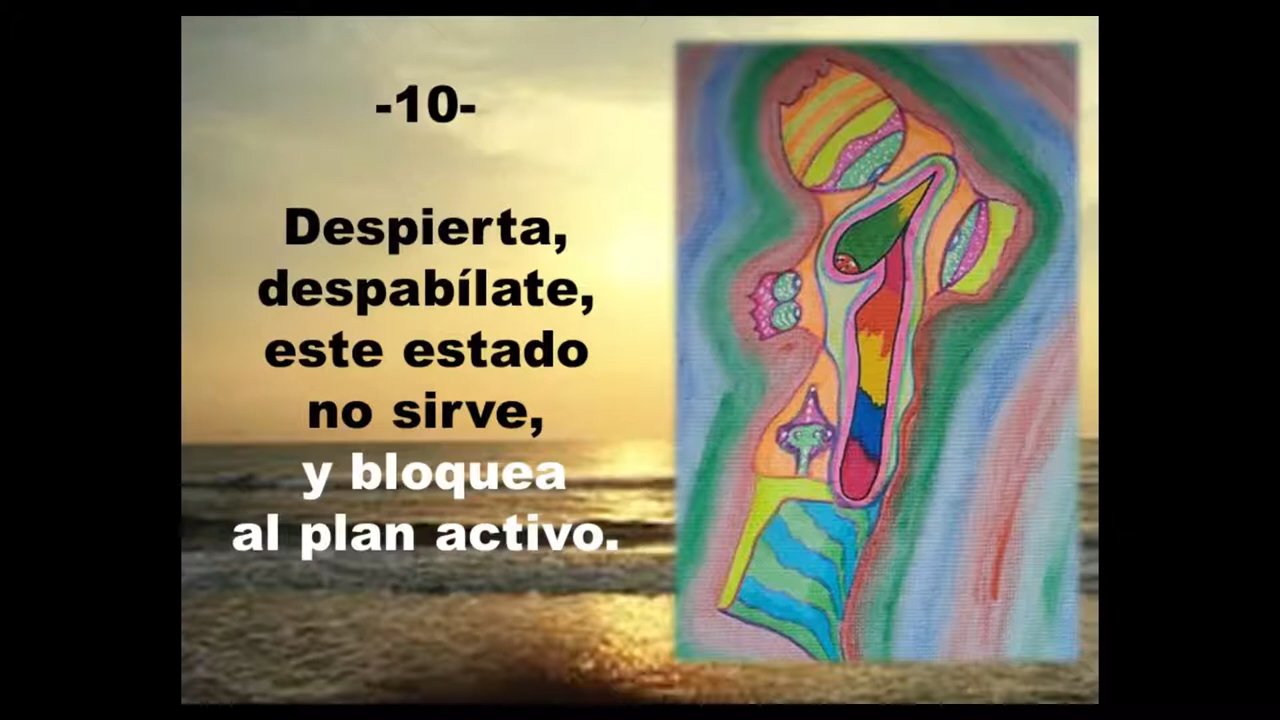 -10-
Despierta,
despabílate,
este estado
no sirve,
y bloquea
al plan activo.